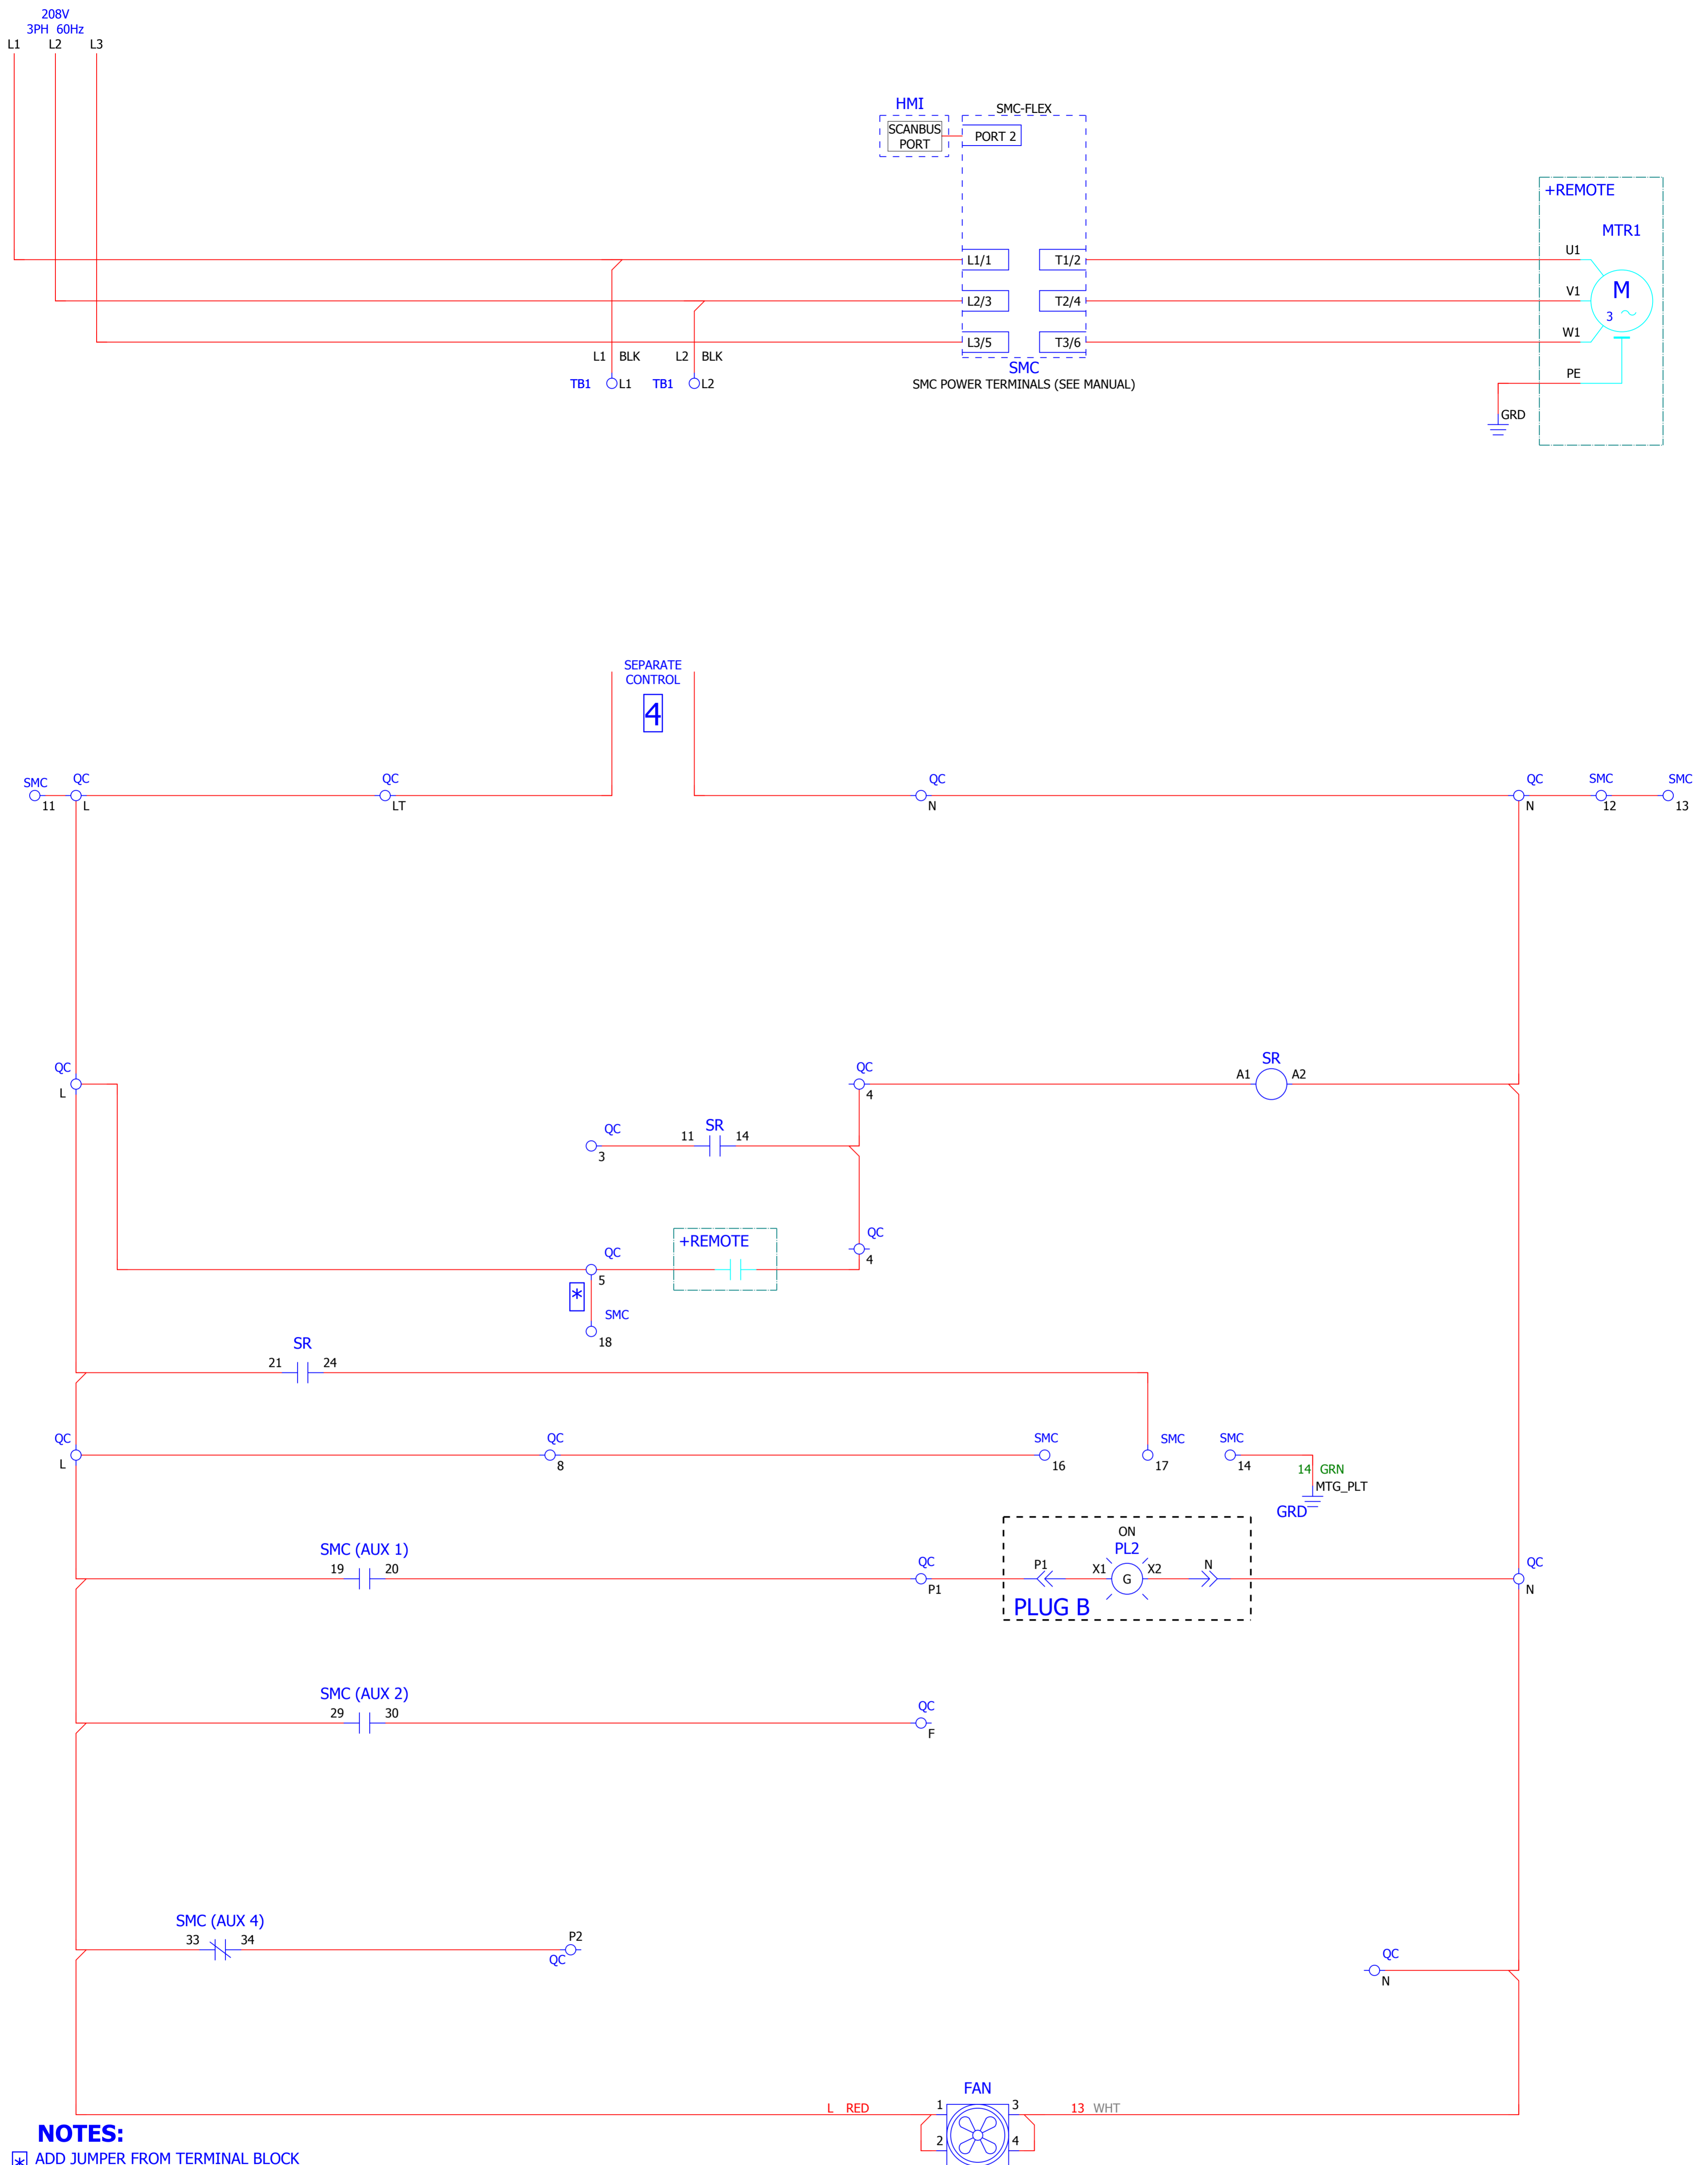 208V
3PH 60Hz
L1 L2 L3
HMI
SMC-FLEX
SCANBUS
PORT
PORT 2
+REMOTE
MTR1
L1/1 T1/2 U1
L2/3 T2/4 V1
M
3
L3/5 T3/6 W1
L1 BLK L2 BLK
SMC
TB1 L1 TB1 L2
SMC POWER TERMINALS (SEE MANUAL)
PE
GRD
SEPARATE
CONTROL
4
SMC QC QC QC QC SMC SMC
11 L LT N N 12 13
QC QC SR
A1 A2
L 4
QC SR
11 14
3
QC
+REMOTE
4
QC
5
*
SMC
18
SR
21 24
QC QC SMC SMC SMC
L 8 16 17 14
14 GRN
MTG_PLT
GRD
ON
SMC (AUX 1)
PL2
19 20 QC P1 X1 G X2 N QC
P1 N
PLUG B
SMC (AUX 2)
29 30 QC
F
SMC (AUX 4)
33 34 P2
QC
QC
N
FAN
L RED 1 3 13 WHT
2 4
NOTES:
* ADD JUMPER FROM TERMINAL BLOCK